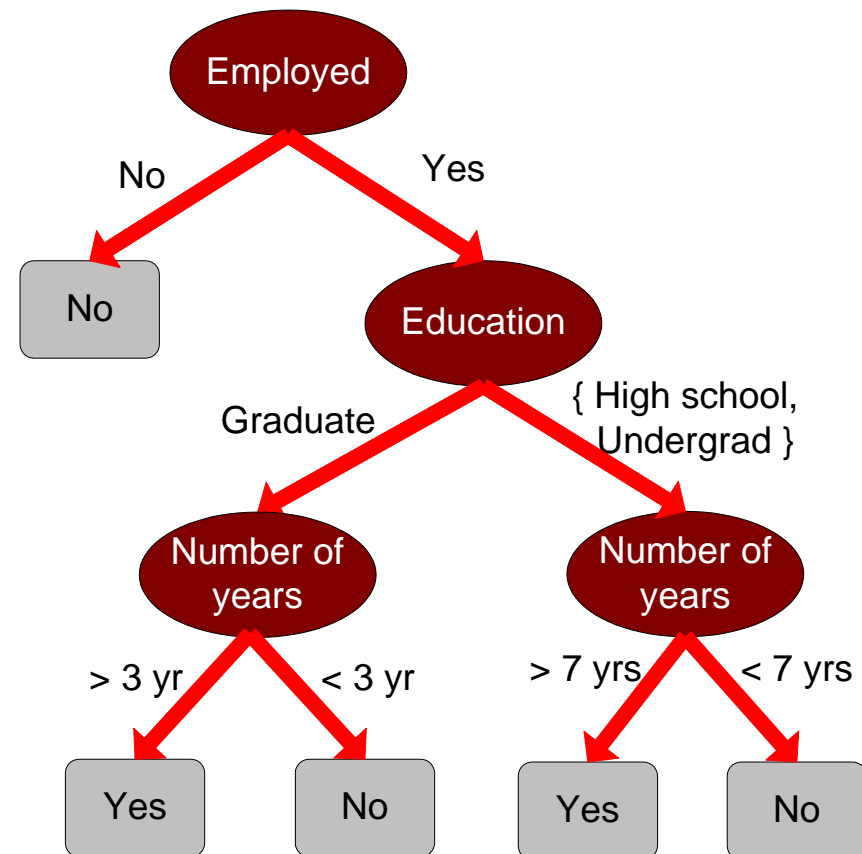 Employed
No
Yes
No
Education
Graduate
{ High school,
Undergrad }
Number of
years
Number of
years
> 3 yr
< 3 yr
> 7 yrs
< 7 yrs
Yes
No
Yes
No